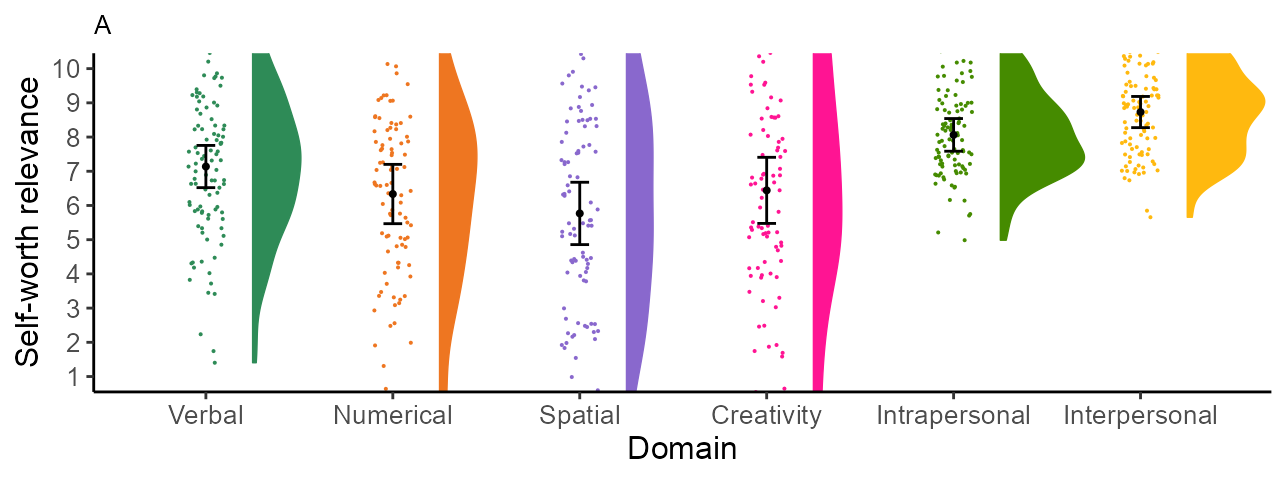 A
Self-worth relevance
10
9
8
7
6
5
4
3
2
1
Verbal Numerical Spatial Creativity Intrapersonal Interpersonal
Domain